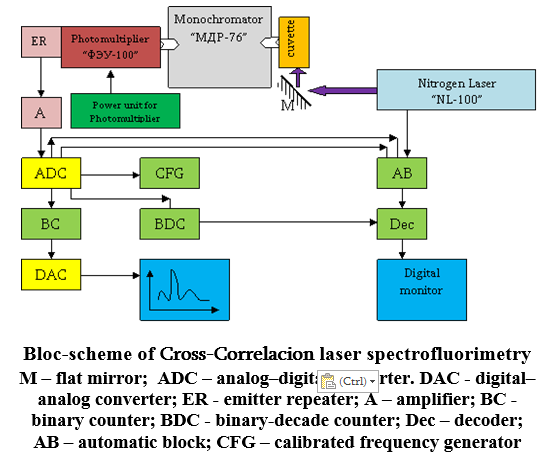 ER
Photomultiplier
“ФЭУ-100”
Monochromator
“МДР-76”
cuvette
M
Nitrogen Laser
“NL-100”
A
Power unit for
Photomultiplier
ADC
CFG
AB
BC
BDC
Dec
DAC
Digital
monitor
Bloc-scheme of Cross-Correlacion laser spectrofluorimetry
M – flat mirror; ADC – analog–digita (Ctrl) rter. DAC - digital–
analog converter; ER - emitter repeater; A – amplifier; BC -
binary counter; BDC - binary-decade counter; Dec – decoder;
AB – automatic block; CFG – calibrated frequency generator